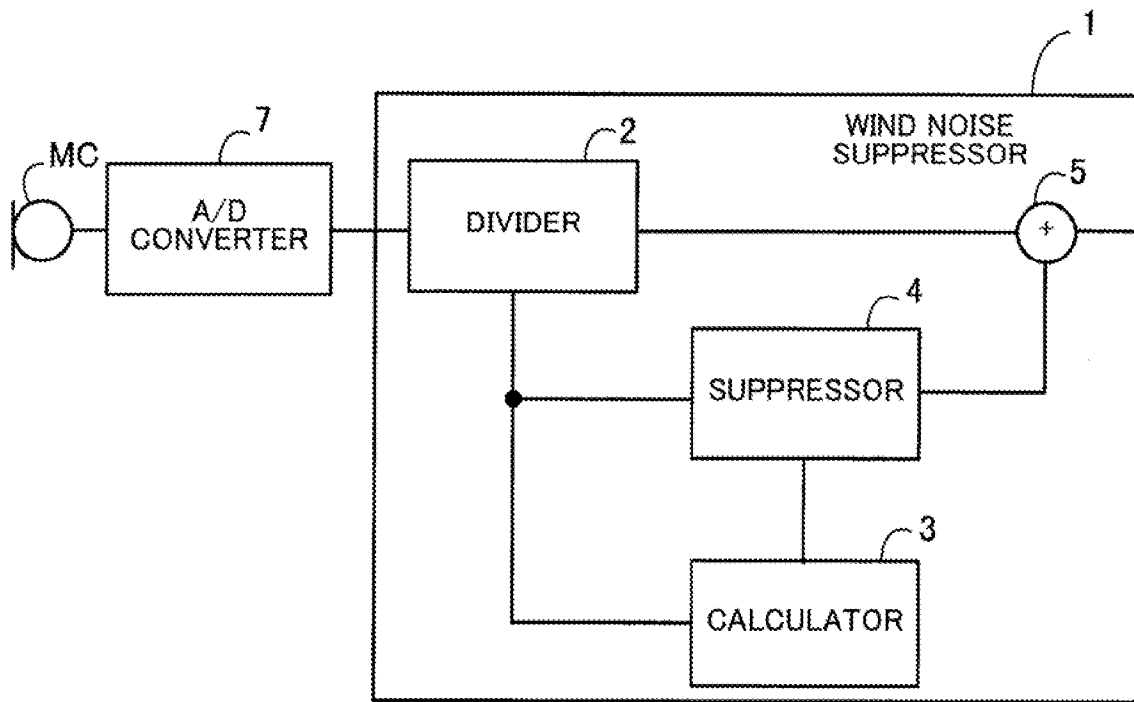 1
7
2
WIND NOISE
SUPPRESSOR
MC
5
A/D
CONVERTER
DIVIDER
+
4
SUPPRESSOR
3
CALCULATOR